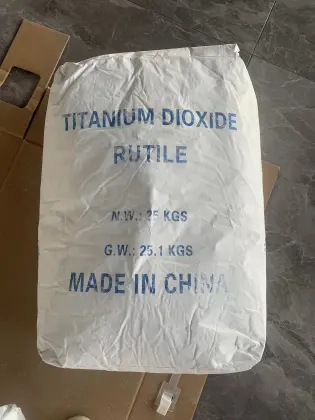 TITANIUM DIOXIDE
RUTILE
N.W.: 25 KGS
G.W.: 25.1 KGS
MADE IN CHINA